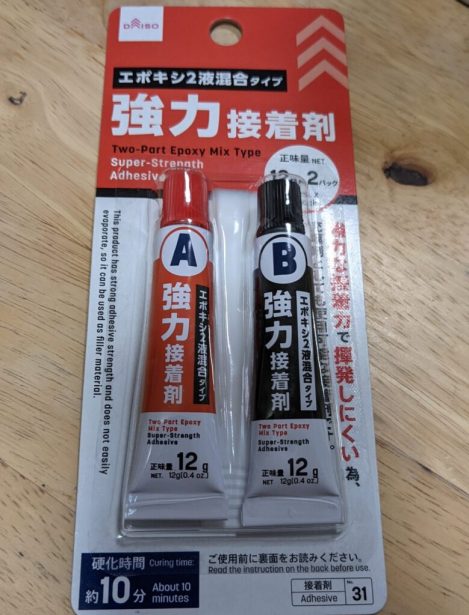 DAISO
エポキシ2液混合タイプ
強力接着剤
Two-Part Epoxy Mix Type
Super-Strength
Adhesive
正味量 NET.
2パック
This product has strong adhesive strength and does not easily
evaporate, so it can be used as filler material.
強力な接着力で揮発しにくい為、
A
強力接着剤
エポキシ2液混合タイプ
Two Part Epoxy
Mix Type
Super-Strength
Adhesive
正味量 12g
NET. 12g(0.4 oz)
B
強力接着剤
エポキシ2液混合タイプ
Two Part Epoxy
Mix Type
Super-Strength
Adhesive
正味量 12g
NET. 12g(0.4 oz)
硬化時間 Curing time:
約10分 About 10
minutes
ご使用前に裏面をお読みください。
Read the instruction on the back before use.
接着剤
Adhesive
No.
31